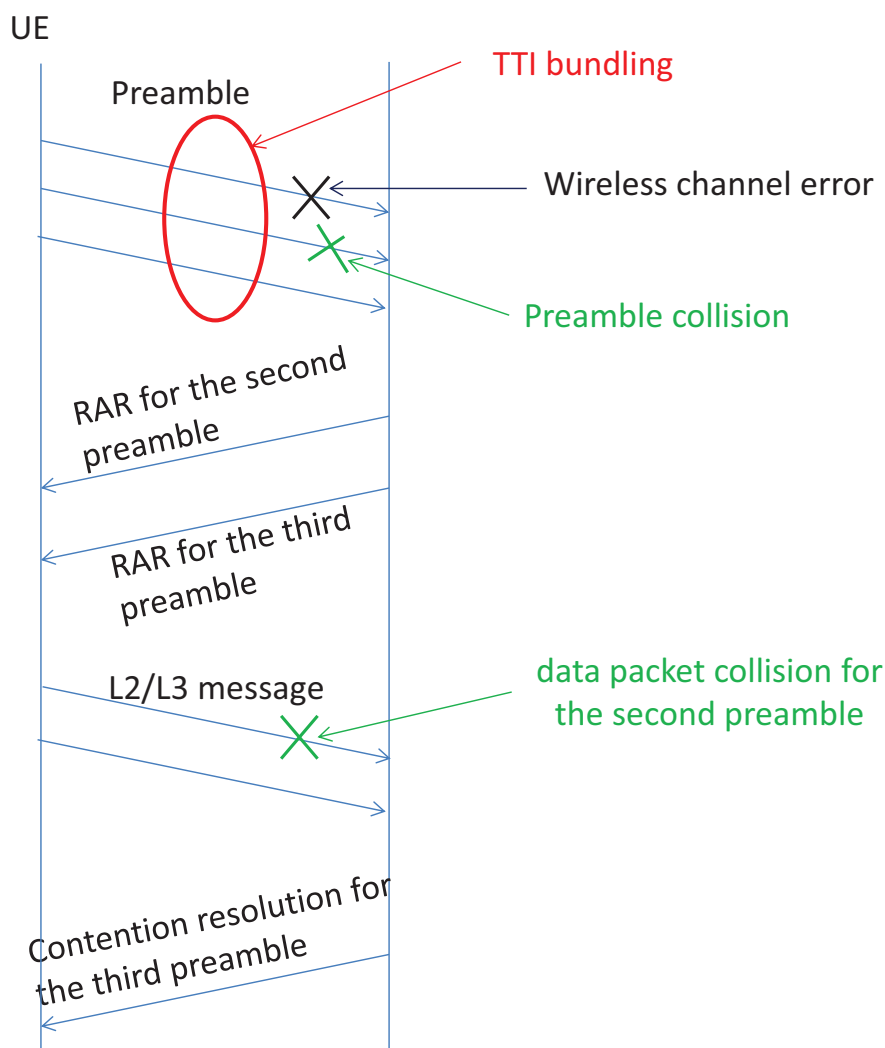 UE
TTI bundling
Preamble
Wireless channel error
Preamble collision
RAR for the second
preamble
RAR for the third
preamble
L2/L3 message
data packet collision for
the second preamble
Contention resolution for
the third preamble